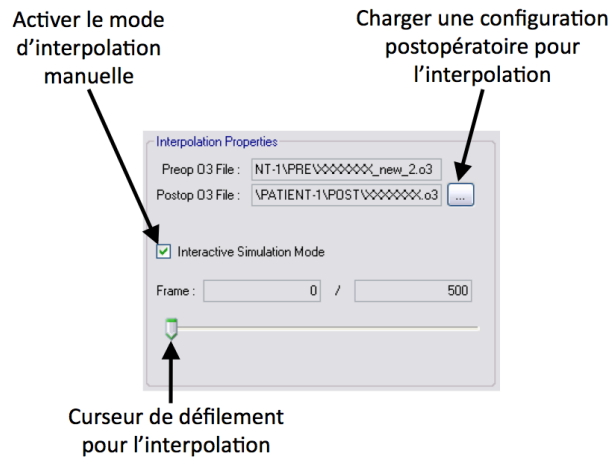 Activer le mode
d'interpolation
manuelle
Charger une configuration
postopératoire pour
l'interpolation
Interpolation Properties
Preop O3 File : NT-1\PRE\XXXXXXX_new_2.o3
Postop O3 File : \PATIENT-1\POST\XXXXXXX.o3 ...
Interactive Simulation Mode
Frame : 0 / 500
Curseur de défilement
pour l'interpolation